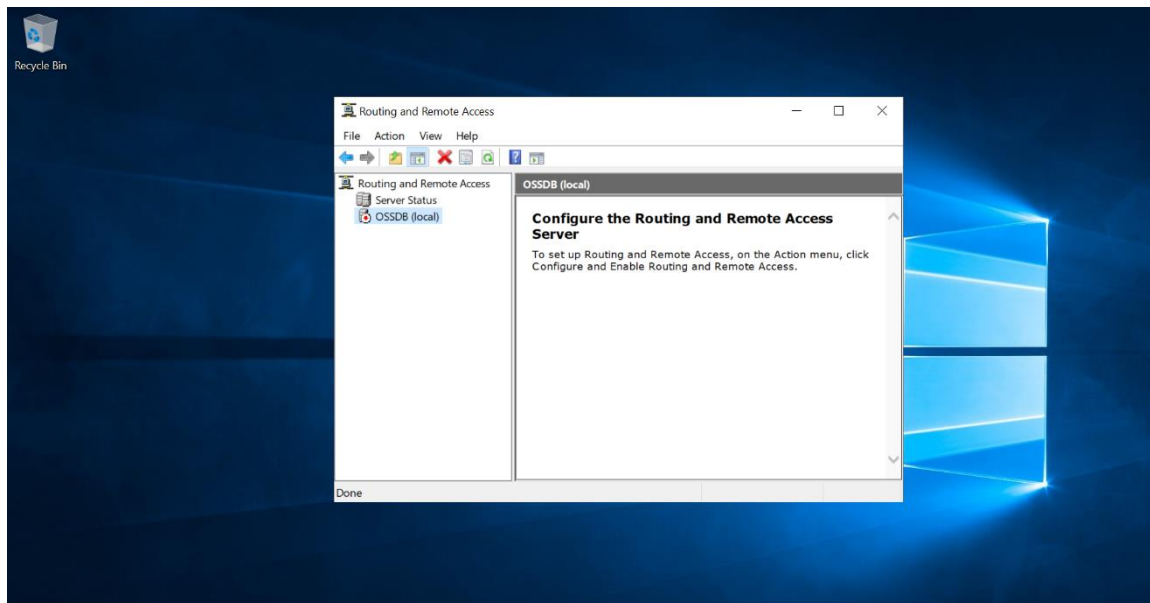 Recycle Bin
Routing and Remote Access
File Action View Help
Routing and Remote Access
Server Status
OSSDB (local)
OSSDB (local)
Configure the Routing and Remote Access
Server
To set up Routing and Remote Access, on the Action menu, click
Configure and Enable Routing and Remote Access.
Done